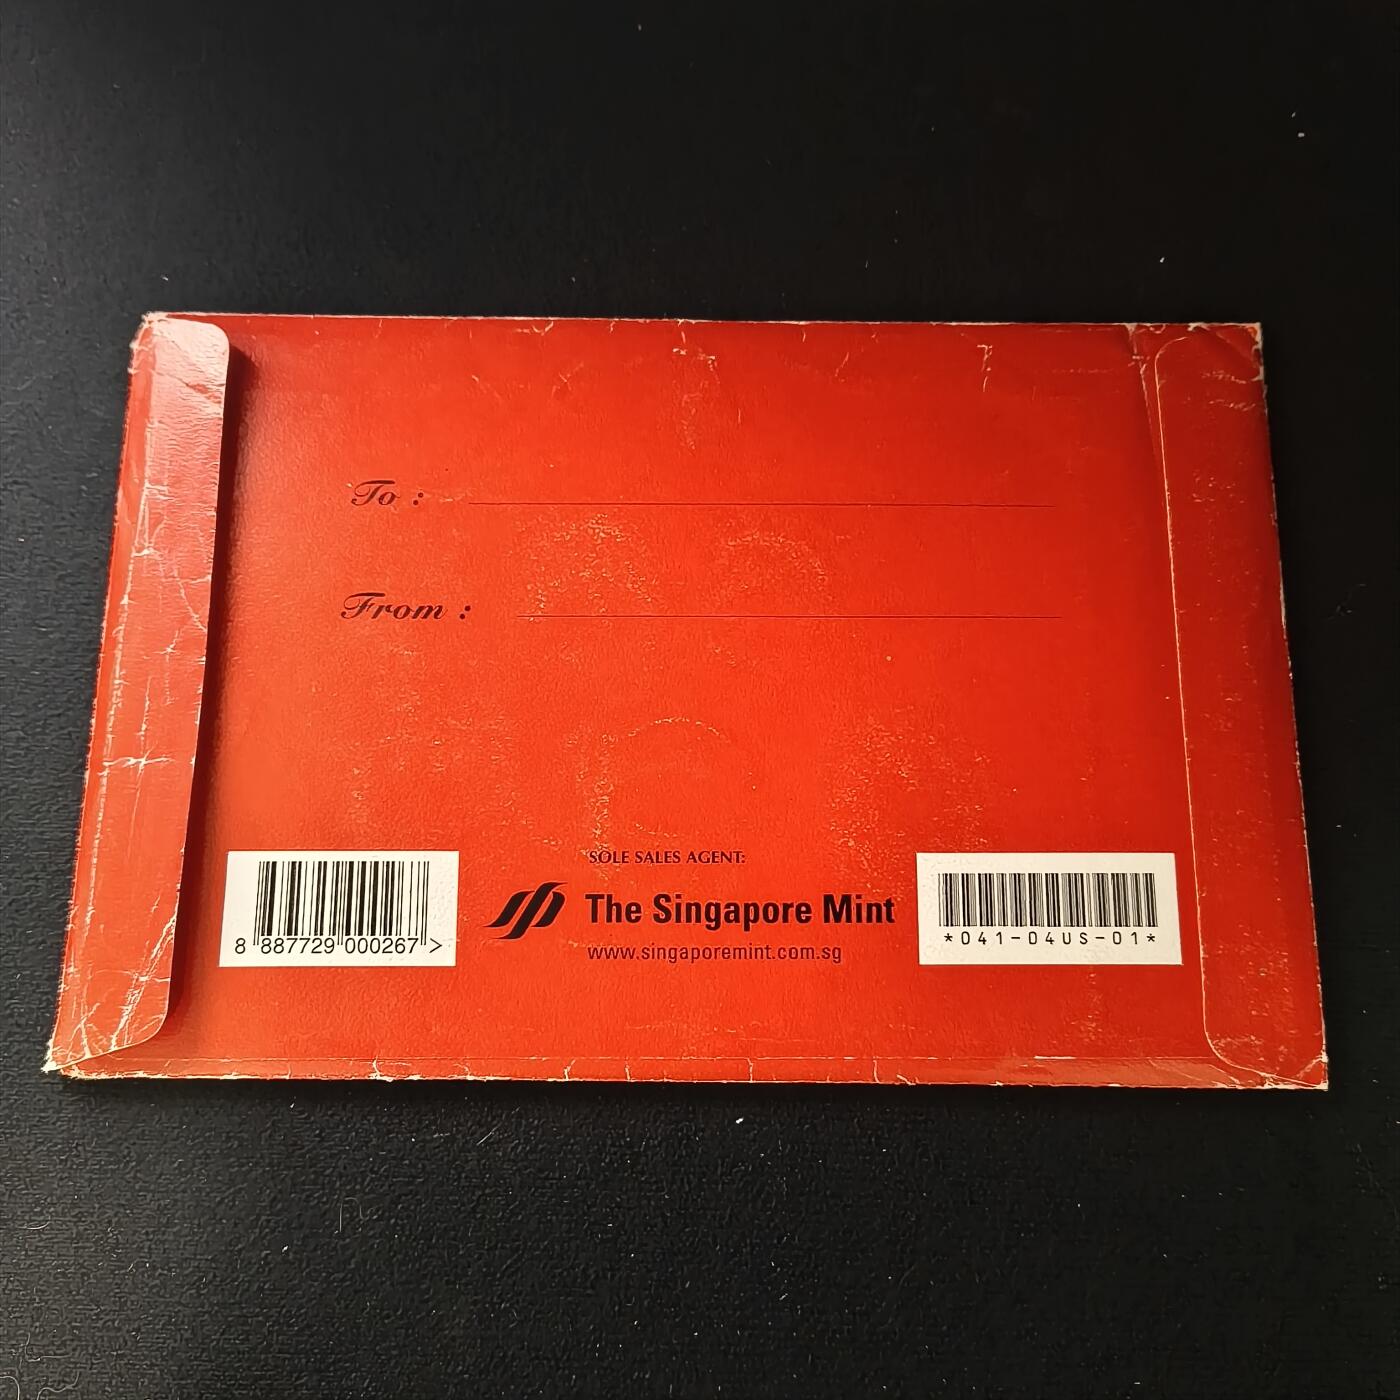 To :
From :
SOLE SALES AGENT:
The Singapore Mint
www.singaporemint.com.sg
8 887729 000267 >
*041-04US-01*